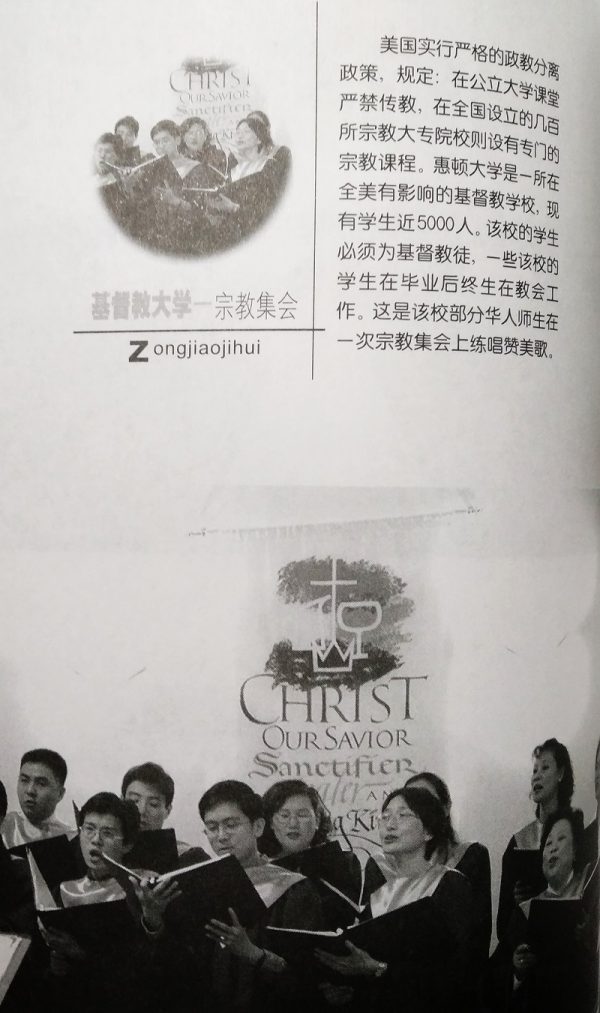 CHRIST
OUR SAVIOR
Sanctifier
基督教大学—宗教集会
Zongjiaojihui
美国实行严格的政教分离
政策，规定：在公立大学课堂
严禁传教，在全国设立的几百
所宗教大专院校则设有专门的
宗教课程。惠顿大学是一所在
全美有影响的基督教学校，现
有学生近5000人。该校的学生
必须为基督教徒，一些该校的
学生在毕业后终生在教会工
作。这是该校部分华人师生在
一次宗教集会上练唱赞美歌。
CHRIST
OUR SAVIOR
Sanctifier